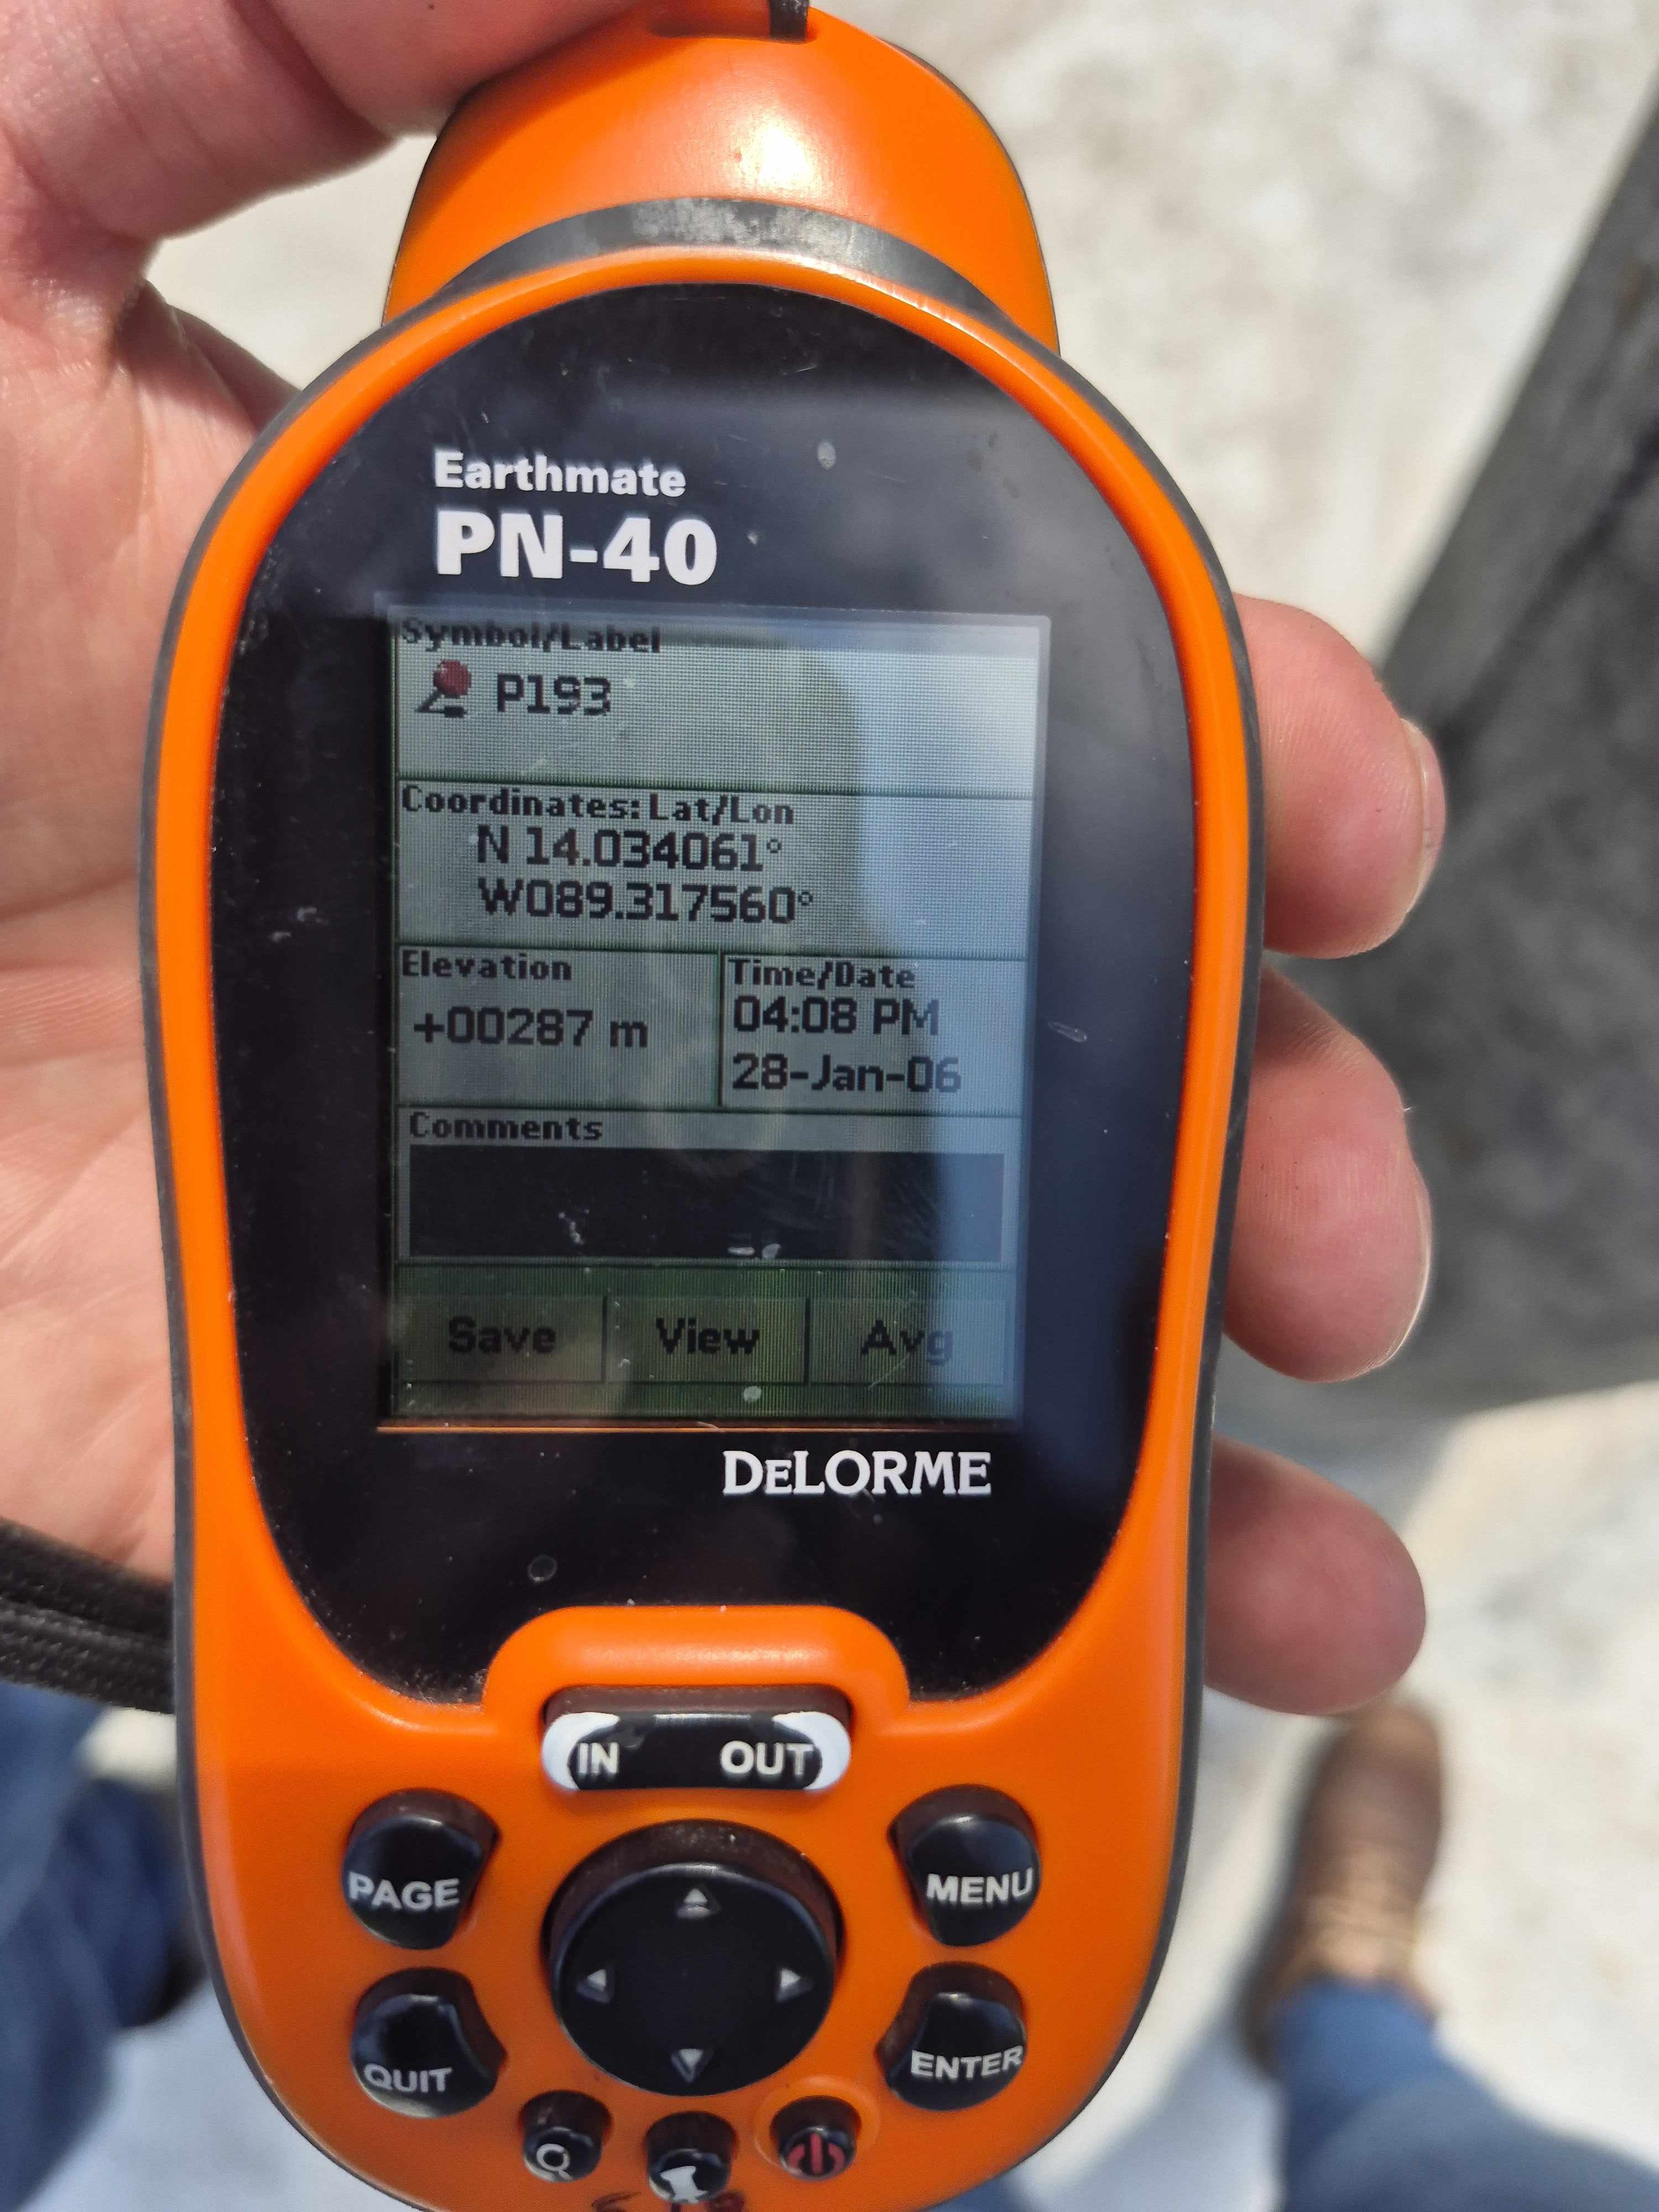 Earthmate
PN-40
Symbol/Label
P193
Coordinates: Lat/Lon
N 14.034061°
W089.317560°
Elevation
+00287 m
Time/Date
04:08 PM
28-Jan-06
Comments
Save View Avg
DELORME
IN OUT
PAGE MENU
QUIT ENTER